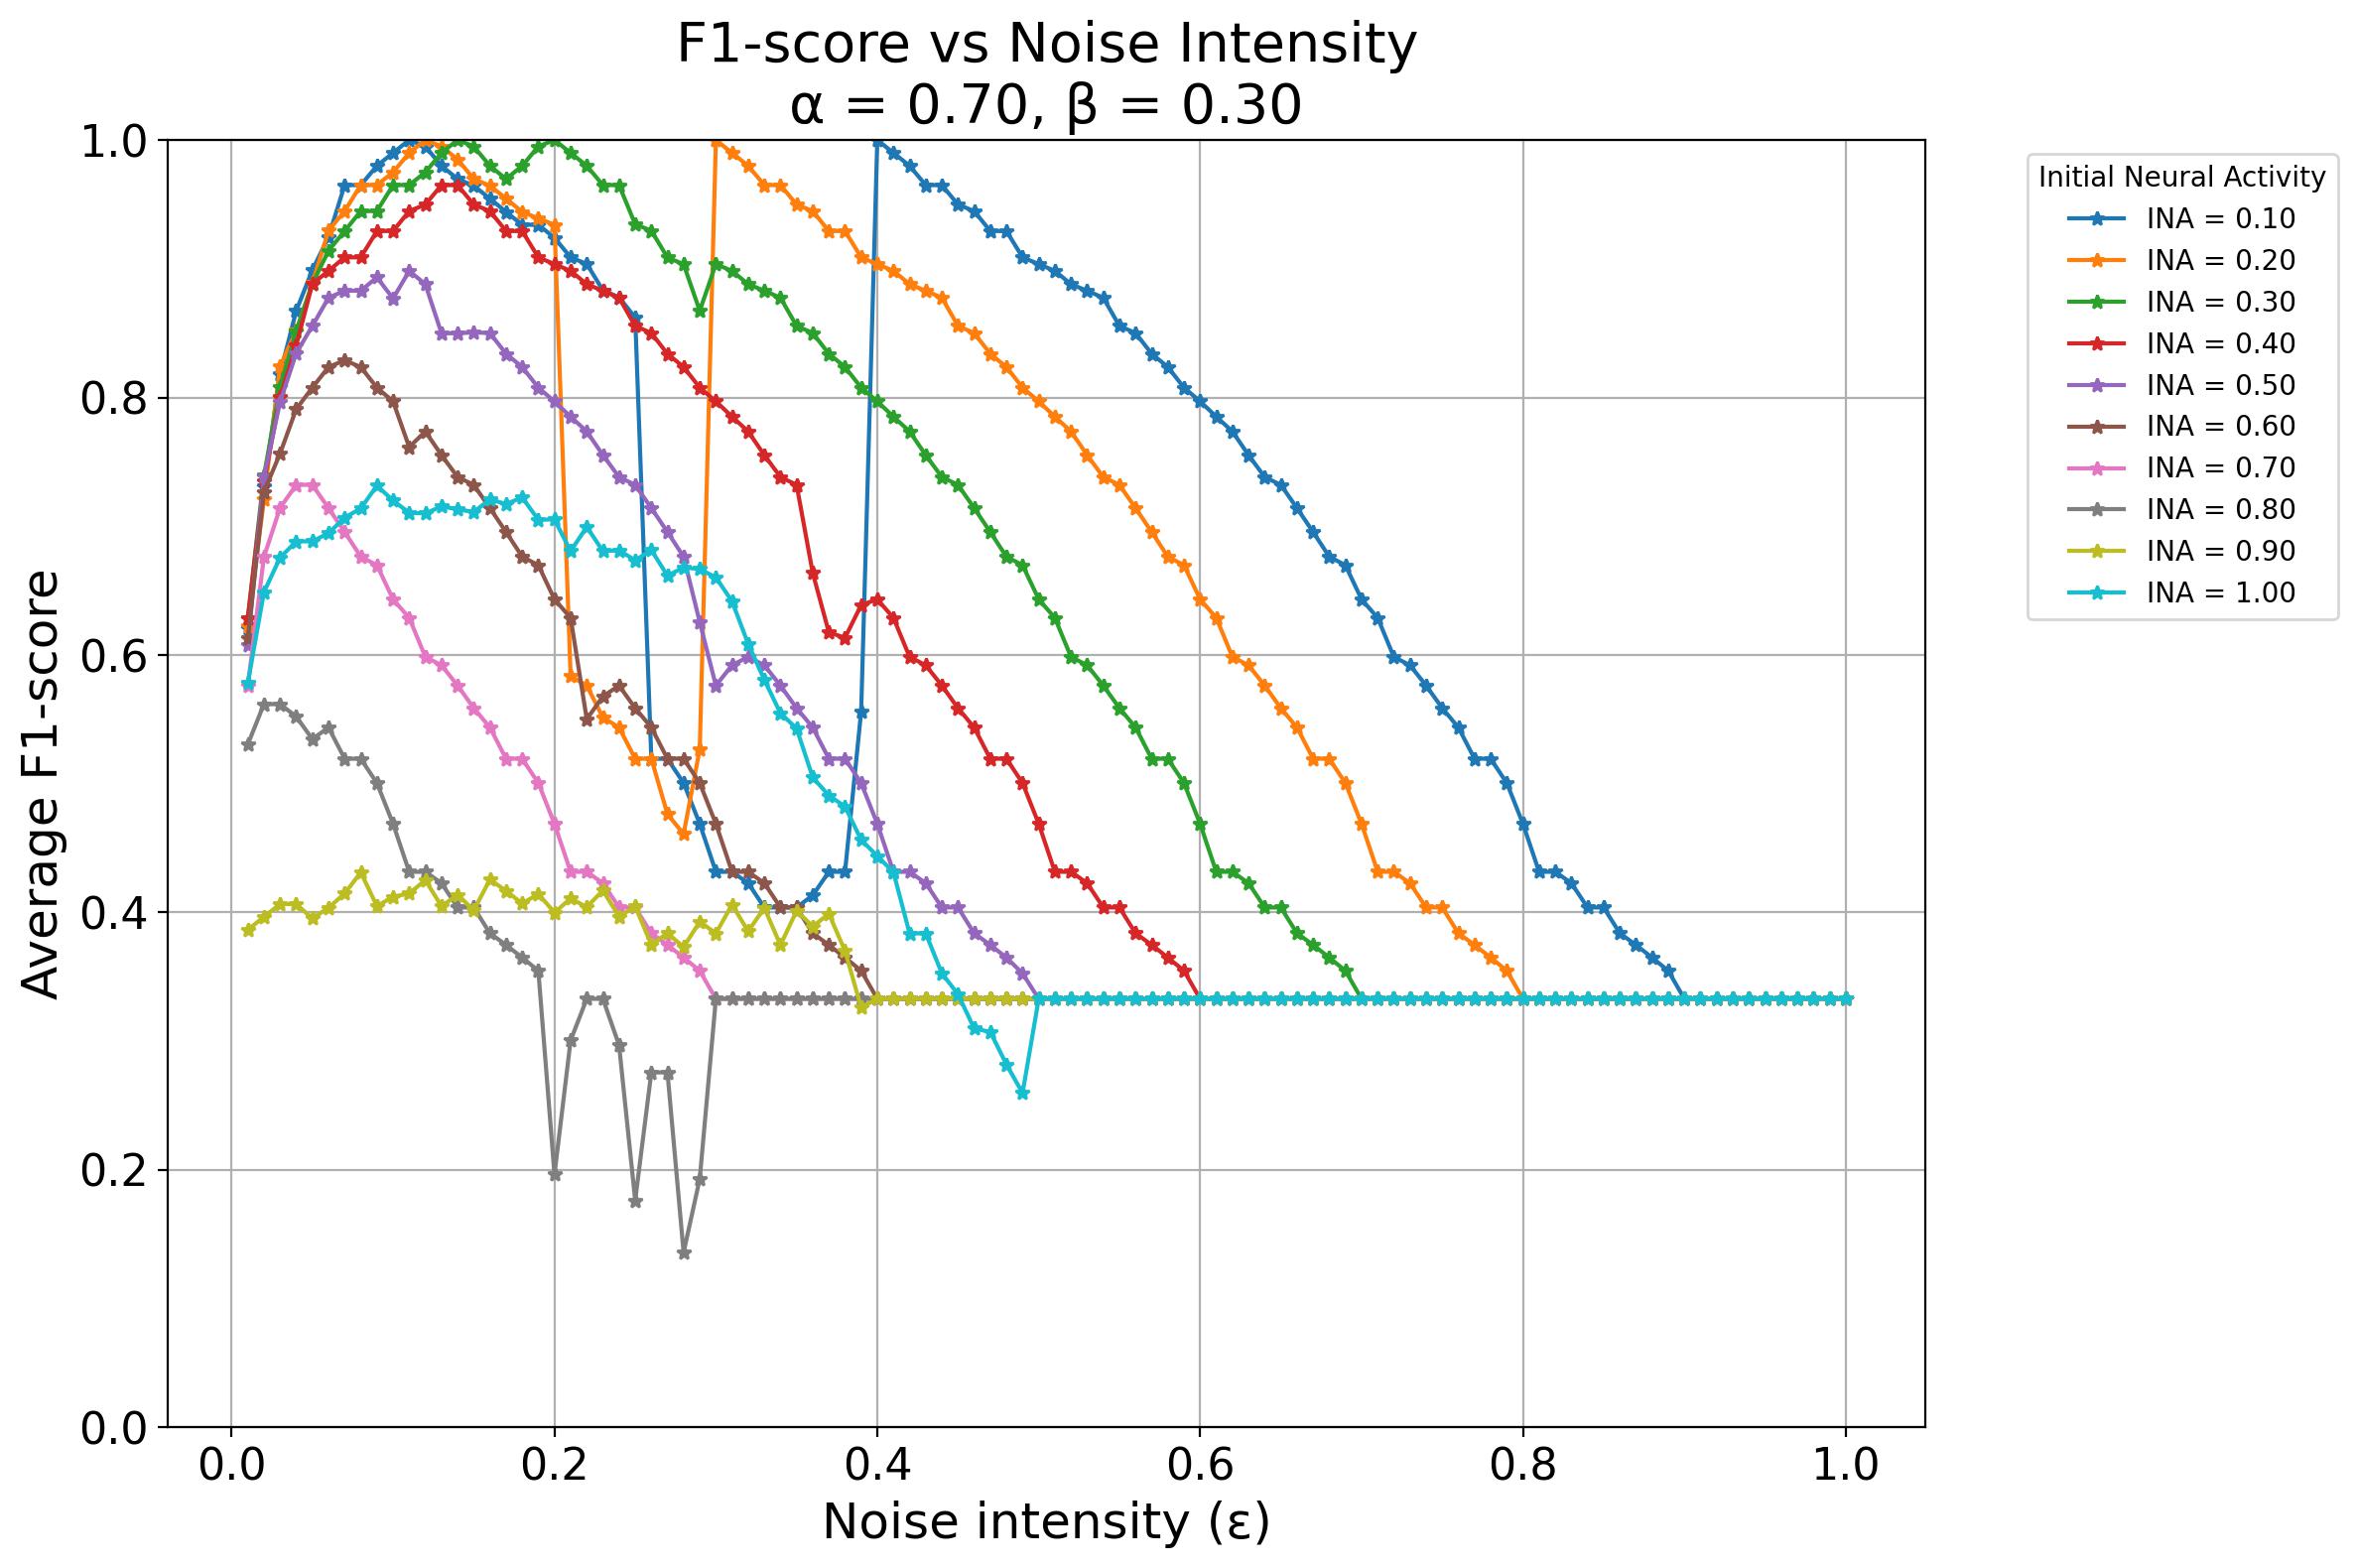 F1-score vs Noise Intensity
α = 0.70, β = 0.30
Average F1-score
1.0
0.8
0.6
0.4
0.2
0.0
0.0 0.2 0.4 0.6 0.8 1.0
Noise intensity (ε)
Initial Neural Activity
INA = 0.10
INA = 0.20
INA = 0.30
INA = 0.40
INA = 0.50
INA = 0.60
INA = 0.70
INA = 0.80
INA = 0.90
INA = 1.00